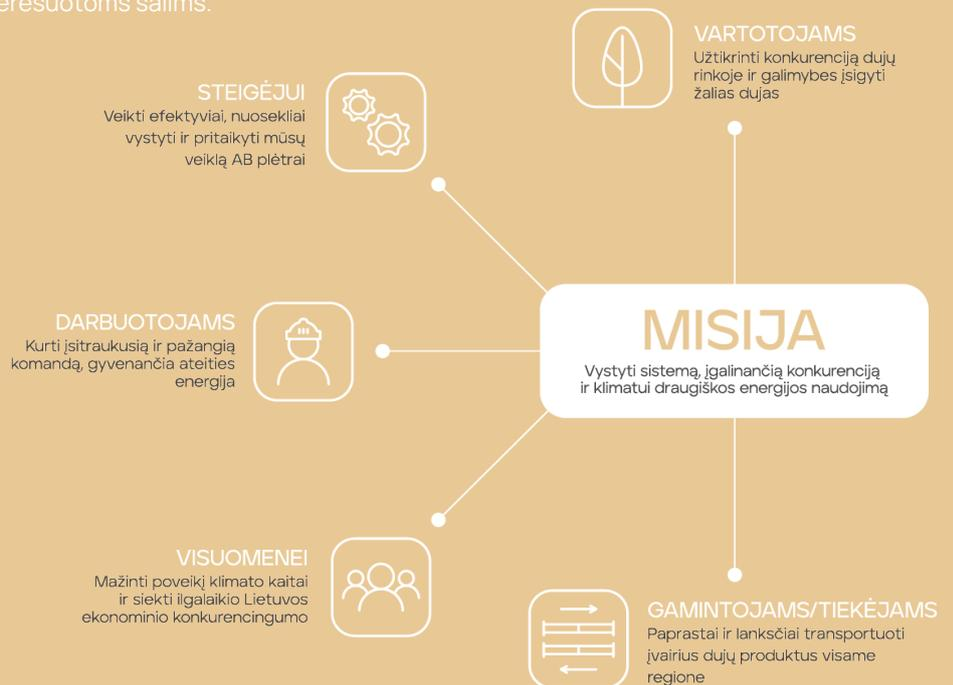 suotoms šalims.
VARTOTOJAMS
Užtikrinti konkurenciją dujų
rinkoje ir galimybes įsigyti
žalias dujas
STEIGĖJUI
Veikti efektyviai, nuosekliai
vystyti ir pritaikyti mūsų
veiklą AB plėtrai
MISIJA
Vystyti sistemą, įgalinančią konkurenciją
ir klimatui draugiškos energijos naudojimą
DARBUOTOJAMS
Kurti įsitraukusią ir pažangią
komandą, gyvenančia ateities
energija
VISUOMENEI
Mažinti poveikį klimato kaitai
ir siekti ilgalaikio Lietuvos
ekonominio konkurencingumo
GAMINTOJAMS/TIEKĖJAMS
Paprastai ir lanksčiai transportuoti
įvairius dujų produktus visame
regione